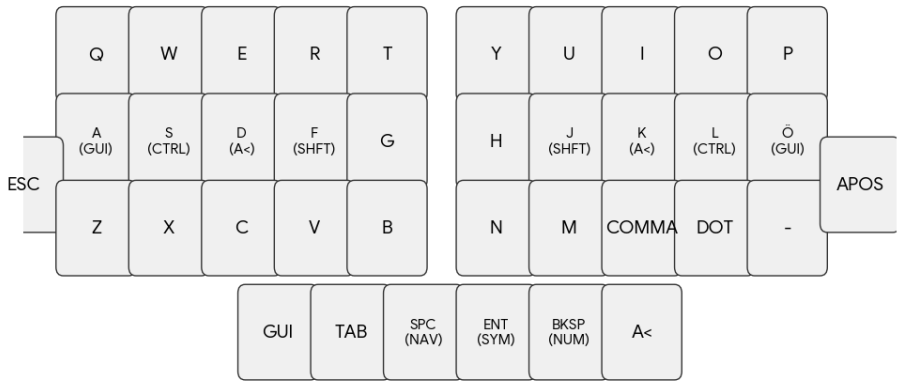 Q W E R T Y U I O P
A S D F G H J K L Ö
(GUI) (CTRL) (A<) (SHFT) (SHFT) (A<) (CTRL) (GUI)
ESC APOS
Z X C V B N M COMMA DOT -
GUI TAB SPC ENT BKSP A<
(NAV) (SYM) (NUM)